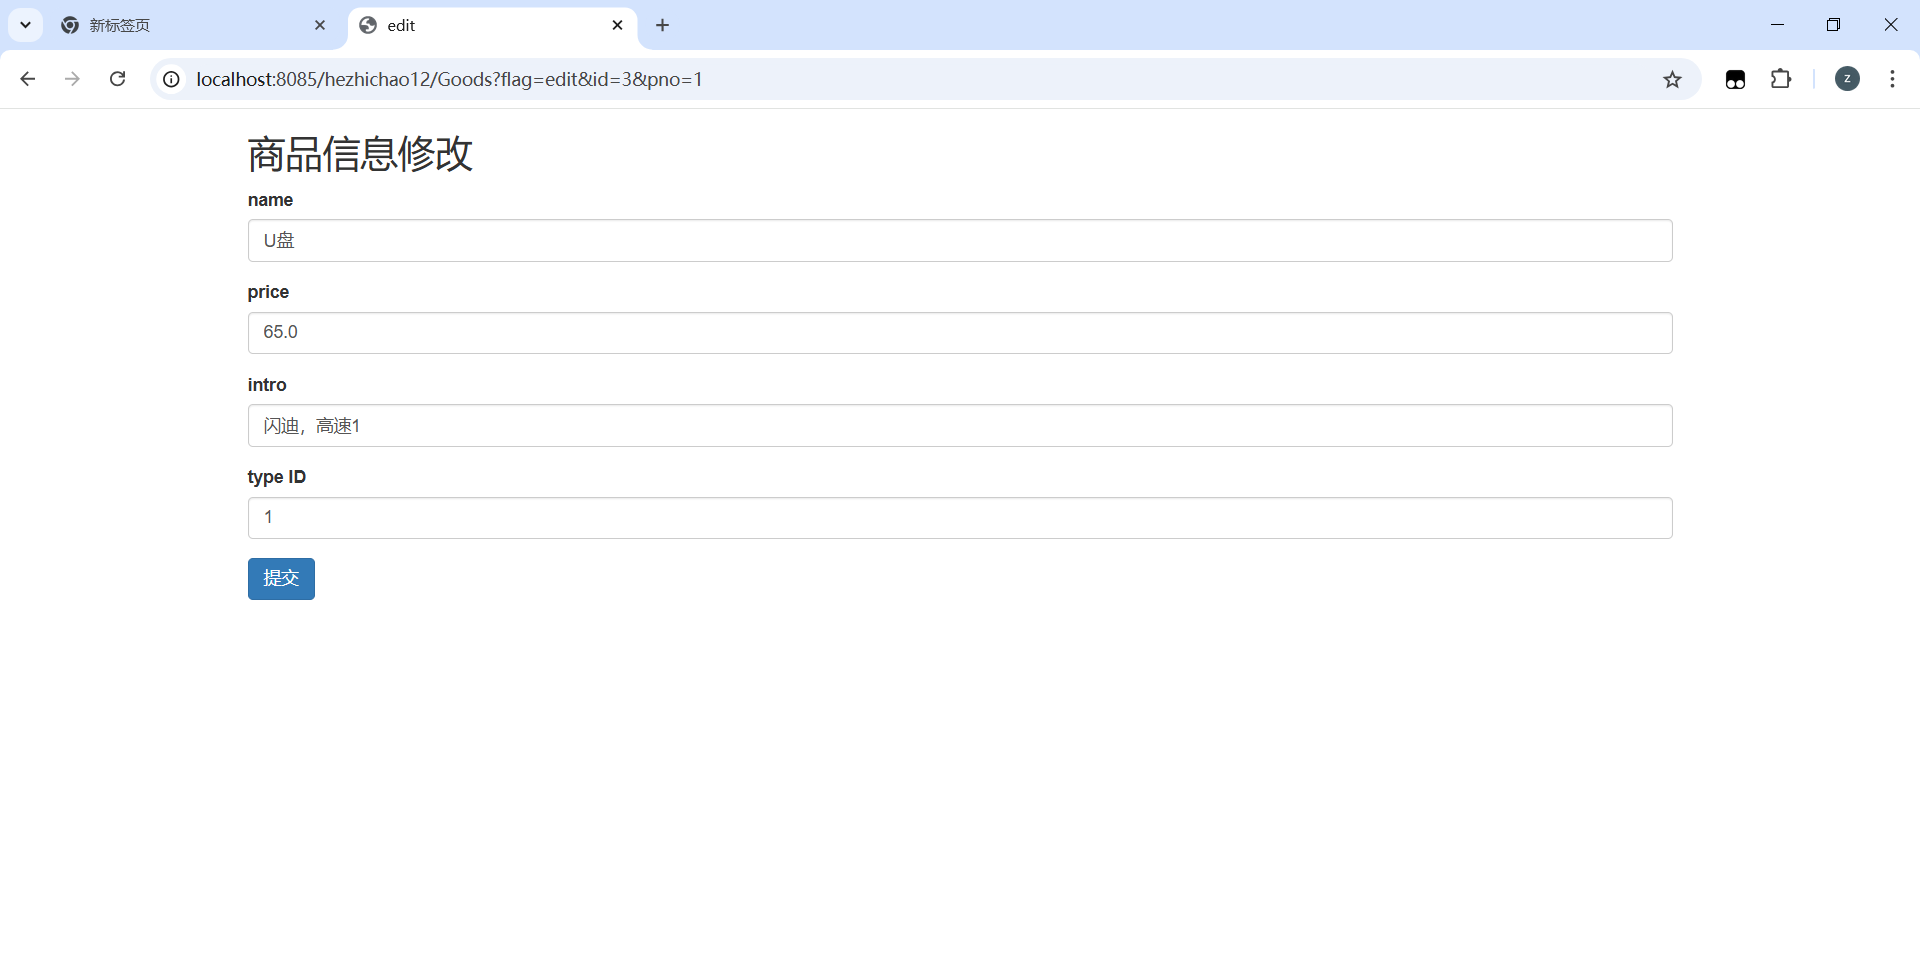 新标签页
edit
localhost:8085/hezhichao12/Goods?flag=edit&id=3&pno=1
z
商品信息修改
name
U盘
price
65.0
intro
闪迪，高速1
type ID
1
提交